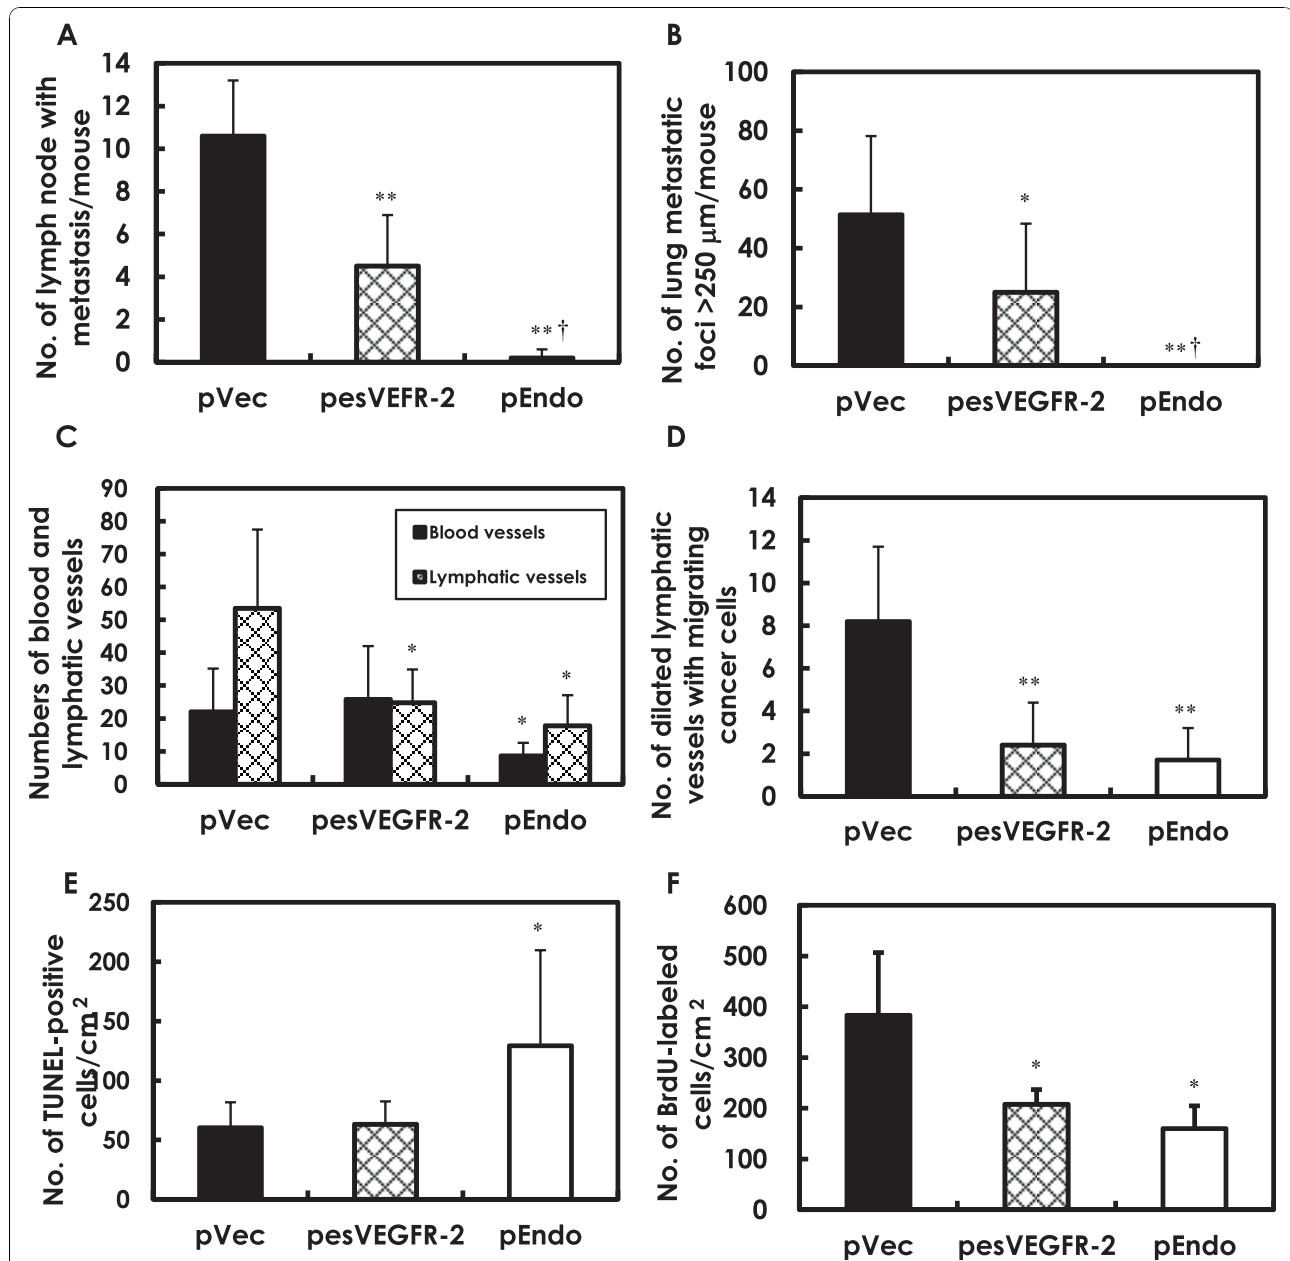 A
No. of lymph node with
metastasis/mouse
14
12
10
8
6
4
2
0
**
** †
pVec pesVEFR-2 pEndo
B
No. of lung metastatic
foci >250 µm/mouse
100
80
60
40
20
0
*
** †
pVec pesVEGFR-2 pEndo
C
Numbers of blood and
lymphatic vessels
90
80
70
60
50
40
30
20
10
0
Blood vessels
Lymphatic vessels
*
*
*
pVec pesVEGFR-2 pEndo
D
No. of dilated lymphatic
vessels with migrating
cancer cells
14
12
10
8
6
4
2
0
**
**
pVec pesVEGFR-2 pEndo
E
No. of TUNEL-positive
cells/cm²
250
200
150
100
50
0
*
pVec pesVEGFR-2 pEndo
F
No. of BrdU-labeled
cells/cm²
600
500
400
300
200
100
0
*
*
pVec pesVEGFR-2 pEndo